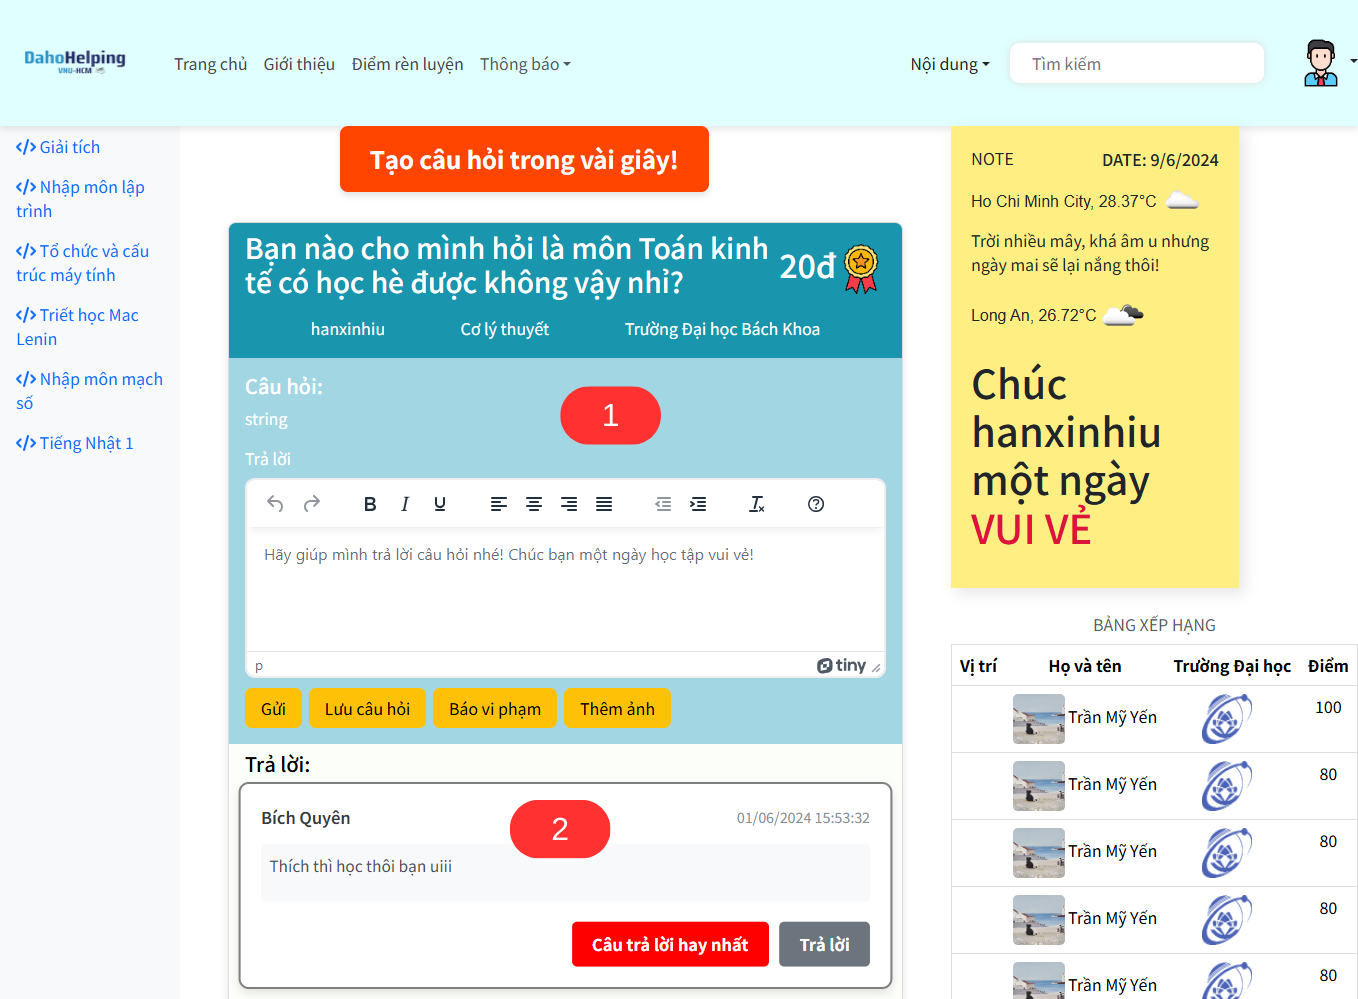 DahoHelping
VNU-HCM
Trang chủ
Giới thiệu
Điểm rèn luyện
Thông báo
Nội dung
Tìm kiếm
Giải tích
Nhập môn lập
trình
Tổ chức và cấu
trúc máy tính
Triết học Mac
Lenin
Nhập môn mạch
số
Tiếng Nhật 1
Tạo câu hỏi trong vài giây!
Bạn nào cho mình hỏi là môn Toán kinh
tế có học hè được không vậy nhỉ?
20đ
hanxinhiu
Cơ lý thuyết
Trường Đại học Bách Khoa
Câu hỏi:
string
1
Trả lời
B I U
Hãy giúp mình trả lời câu hỏi nhé! Chúc bạn một ngày học tập vui vẻ!
p
tiny
Gửi
Lưu câu hỏi
Báo vi phạm
Thêm ảnh
Trả lời:
Bích Quyên
2
01/06/2024 15:53:32
Thích thì học thôi bạn uiii
Câu trả lời hay nhất
Trả lời
NOTE
DATE: 9/6/2024
Ho Chi Minh City, 28.37°C
Trời nhiều mây, khá âm u nhưng
ngày mai sẽ lại nắng thôi!
Long An, 26.72°C
Chúc
hanxinhiu
một ngày
VUI VẺ
BẢNG XẾP HẠNG
Vị trí Họ và tên Trường Đại học Điểm
Trần Mỹ Yến 100
Trần Mỹ Yến 80
Trần Mỹ Yến 80
Trần Mỹ Yến 80
Trần Mỹ Yến 80